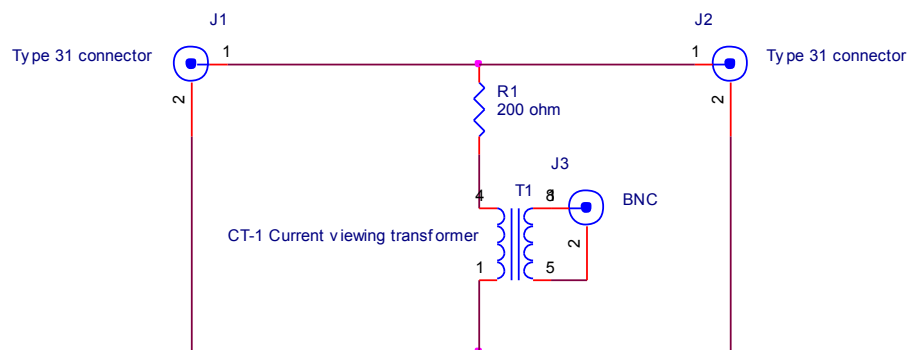 J1
J2
Type 31 connector
1
1
Type 31 connector
2
2
R1
200 ohm
J3
4
T1
8
1
BNC
CT-1 Current viewing transformer
2
1
5